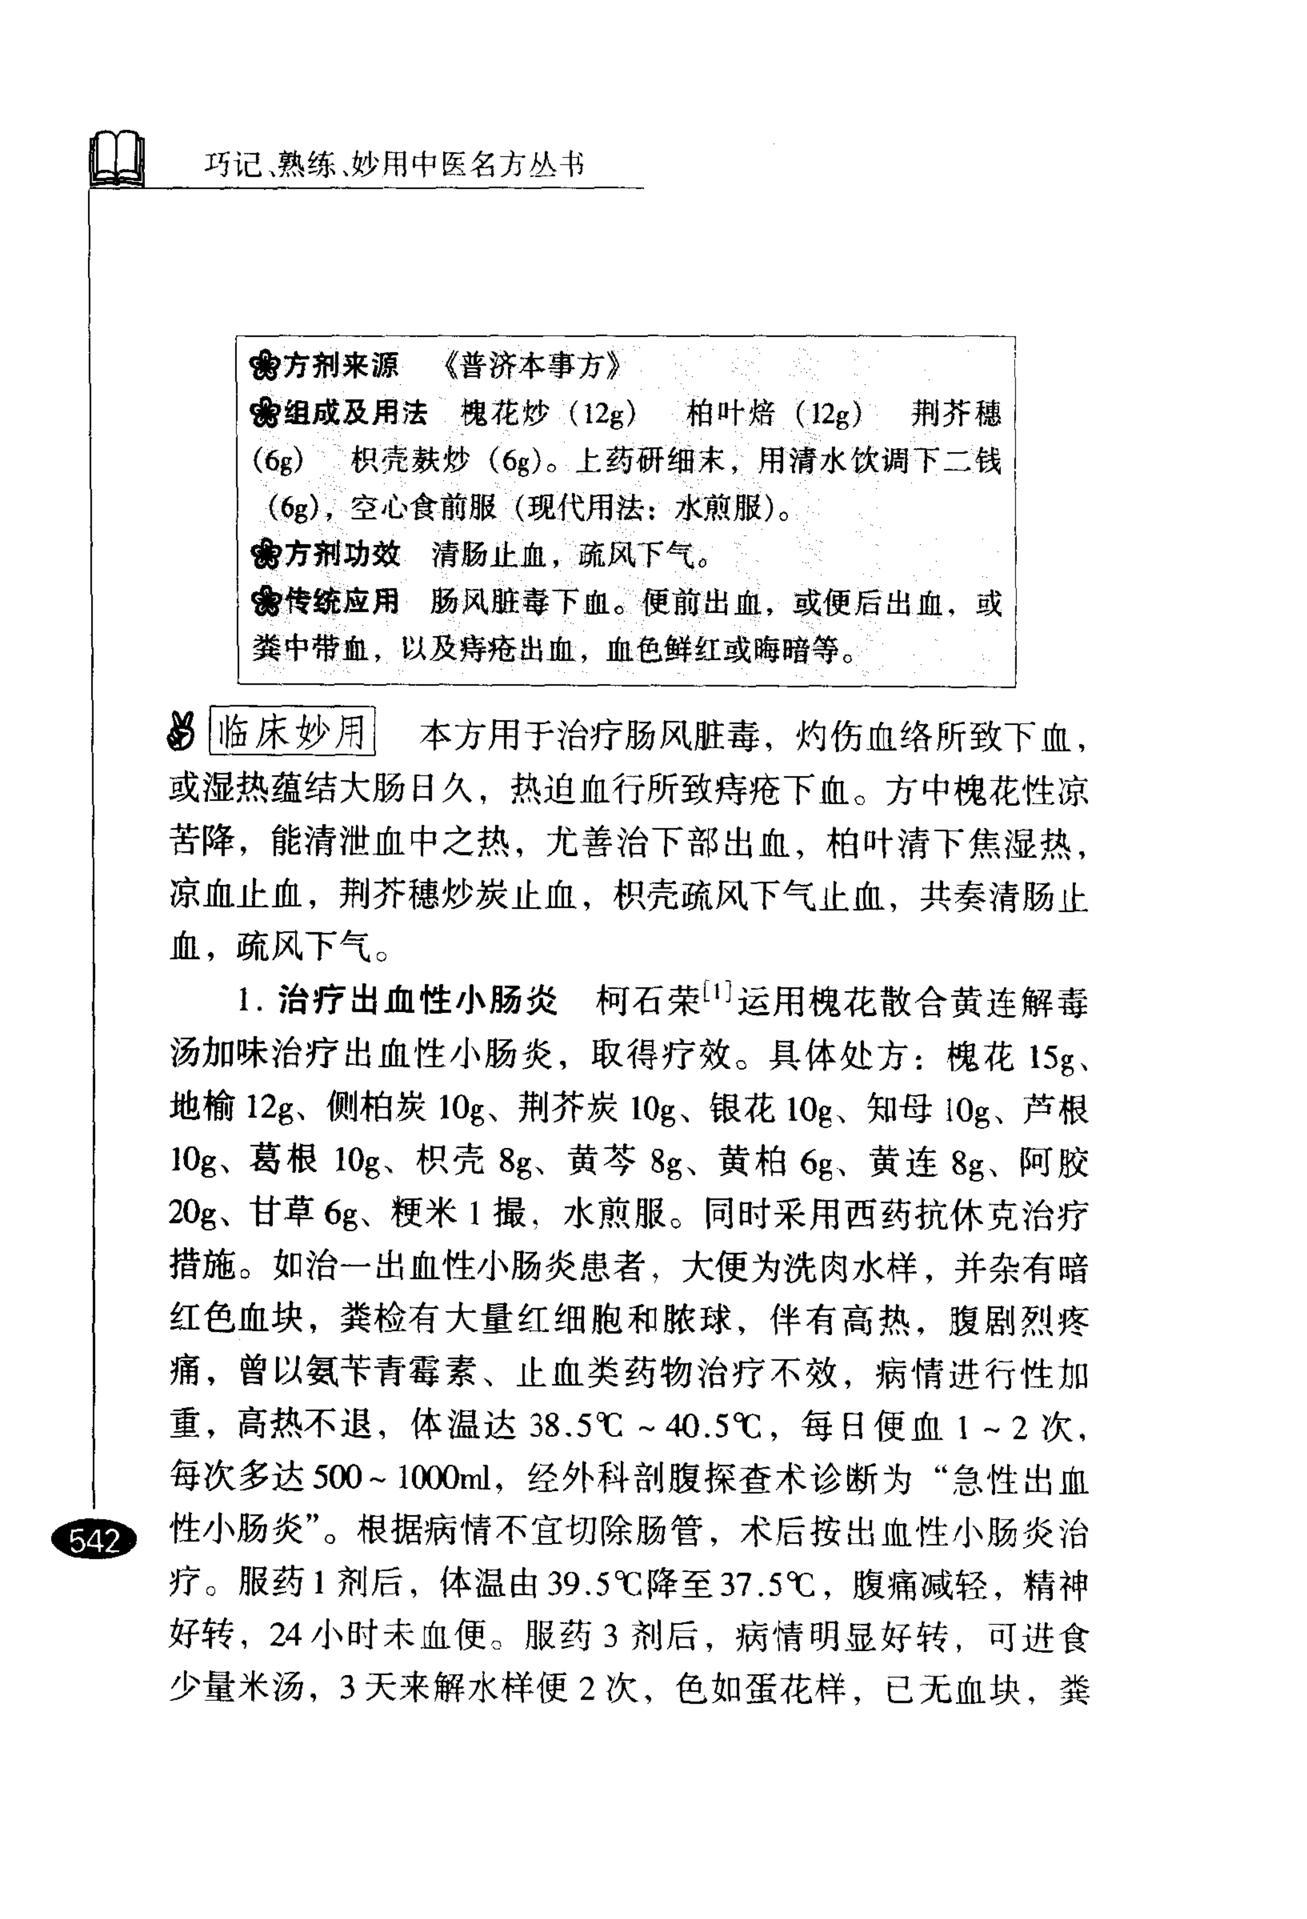 巧记、熟练、妙用中医名方丛书
方剂来源 《普济本事方》
组成及用法 槐花炒（12g） 柏叶焙（12g） 荆芥穗
（6g） 枳壳麸炒（6g）。上药研细末，用清水饮调下二钱
（6g），空心食前服（现代用法：水煎服）。
方剂功效 清肠止血，疏风下气。
传统应用 肠风脏毒下血。便前出血，或便后出血，或
粪中带血，以及痔疮出血，血色鲜红或晦暗等。
临床妙用 本方用于治疗肠风脏毒，灼伤血络所致下血，
或湿热蕴结大肠日久，热迫血行所致痔疮下血。方中槐花性凉
苦降，能清泄血中之热，尤善治下部出血，柏叶清下焦湿热，
凉血止血，荆芥穗炒炭止血，枳壳疏风下气止血，共奏清肠止
血，疏风下气。
1. 治疗出血性小肠炎 柯石荣[1]运用槐花散合黄连解毒
汤加味治疗出血性小肠炎，取得疗效。具体处方：槐花 15g、
地榆 12g、侧柏炭 10g、荆芥炭 10g、银花 10g、知母 10g、芦根
10g、葛根 10g、枳壳 8g、黄芩 8g、黄柏 6g、黄连 8g、阿胶
20g、甘草 6g、粳米 1 撮，水煎服。同时采用西药抗休克治疗
措施。如治一出血性小肠炎患者，大便为洗肉水样，并杂有暗
红色血块，粪检有大量红细胞和脓球，伴有高热，腹剧烈疼
痛，曾以氨苄青霉素、止血类药物治疗不效，病情进行性加
重，高热不退，体温达 38.5℃～40.5℃，每日便血 1～2 次，
每次多达 500～1000ml，经外科剖腹探查术诊断为“急性出血
性小肠炎”。根据病情不宜切除肠管，术后按出血性小肠炎治
疗。服药 1 剂后，体温由 39.5℃降至 37.5℃，腹痛减轻，精神
好转，24 小时未血便。服药 3 剂后，病情明显好转，可进食
少量米汤，3 天来解水样便 2 次，色如蛋花样，已无血块，粪
542